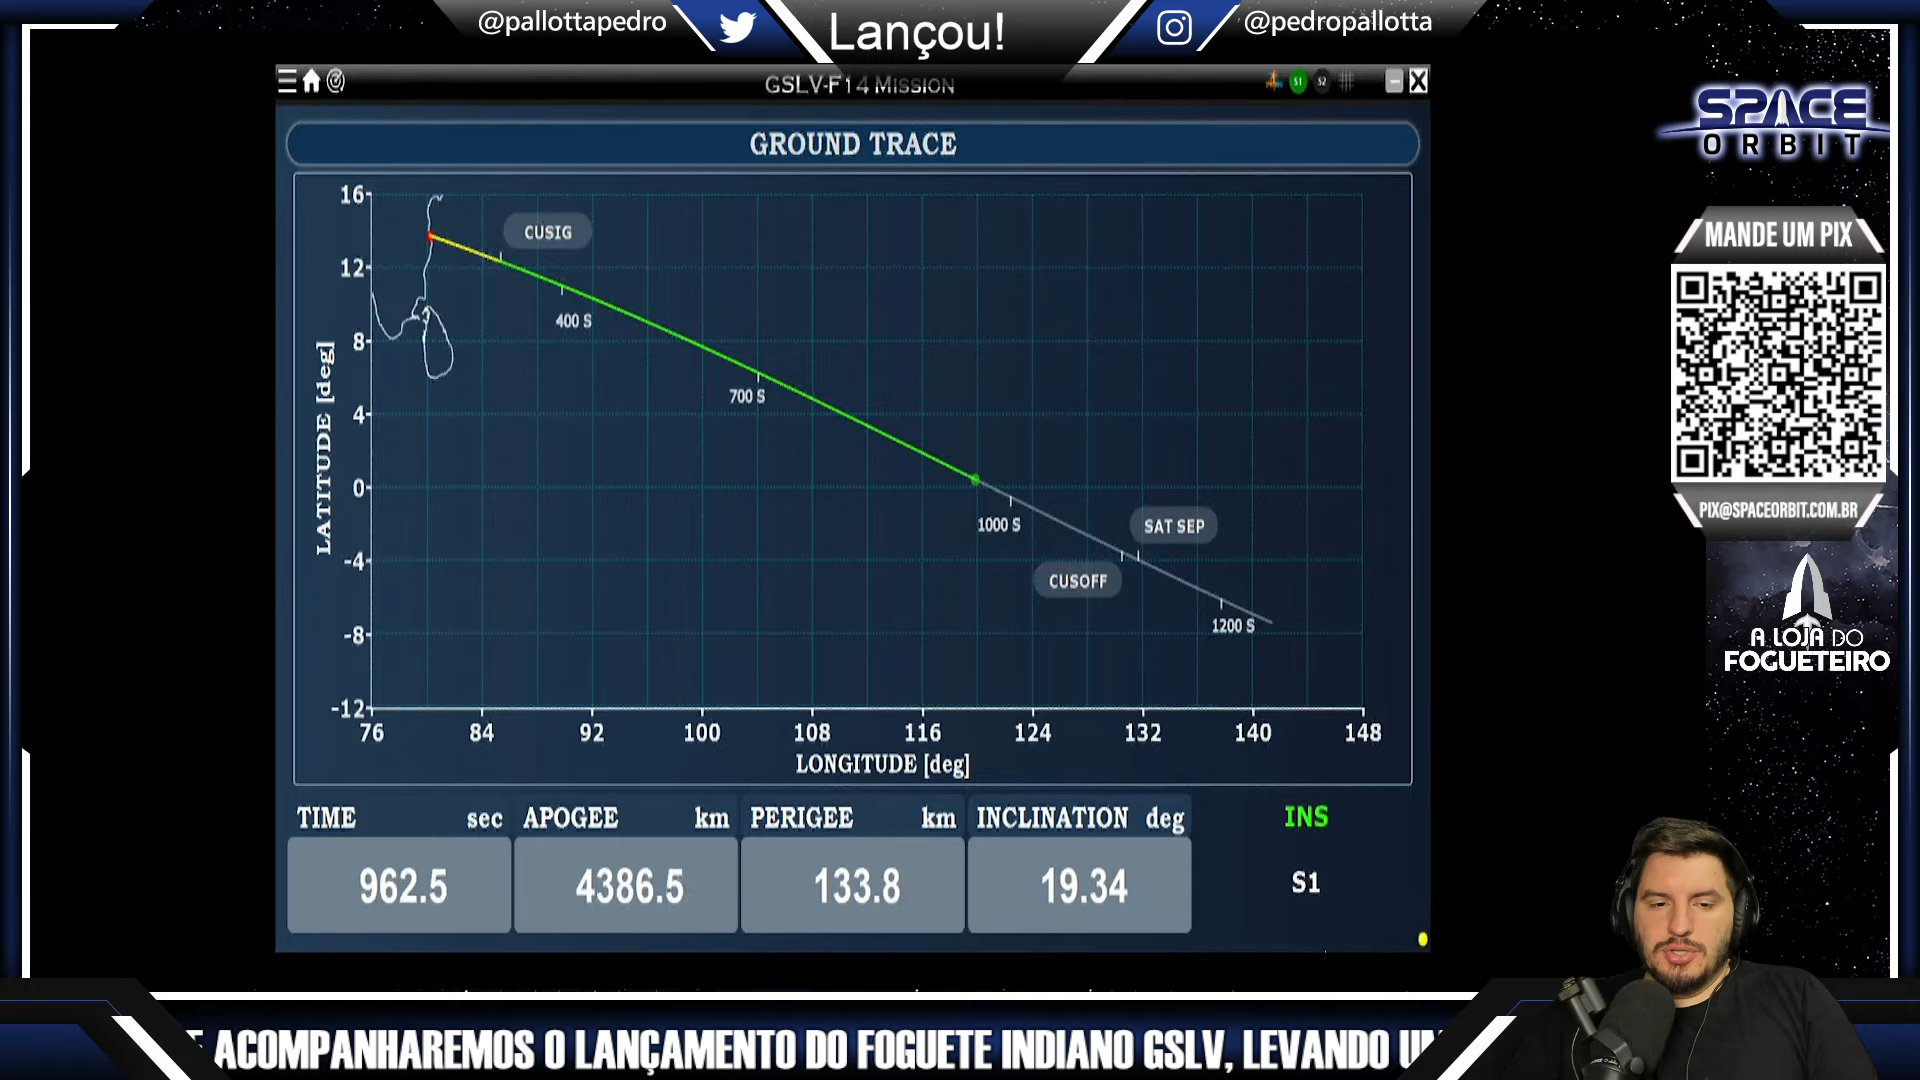 @pallottapedro
Lançou!
@pedropallotta
GSLV-F14 MISSION
S1
S2
GROUND TRACE
16
12
8
4
0
-4
-8
-12
LATITUDE [deg]
CUSIG
400 S
700 S
1000 S
SAT SEP
CUSOFF
1200 S
76 84 92 100 108 116 124 132 140 148
LONGITUDE [deg]
TIME sec APOGEE km PERIGEE km INCLINATION deg INS
962.5 4386.5 133.8 19.34 S1
SPACE
ORBIT
MANDE UM PIX
PIX@SPACEORBIT.COM.BR
A LOJA DO
FOGUETEIRO
ACOMPANHAREMOS O LANÇAMENTO DO FOGUETE INDIANO GSLV, LEVANDO